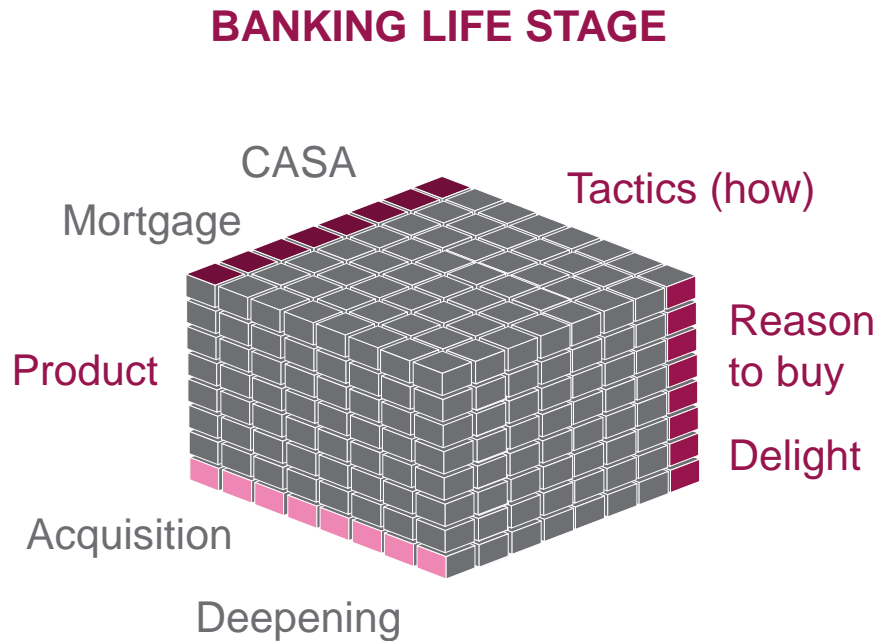 BANKING LIFE STAGE
CASA
Tactics (how)
Mortgage
Reason
to buy
Product
Delight
Acquisition
Deepening